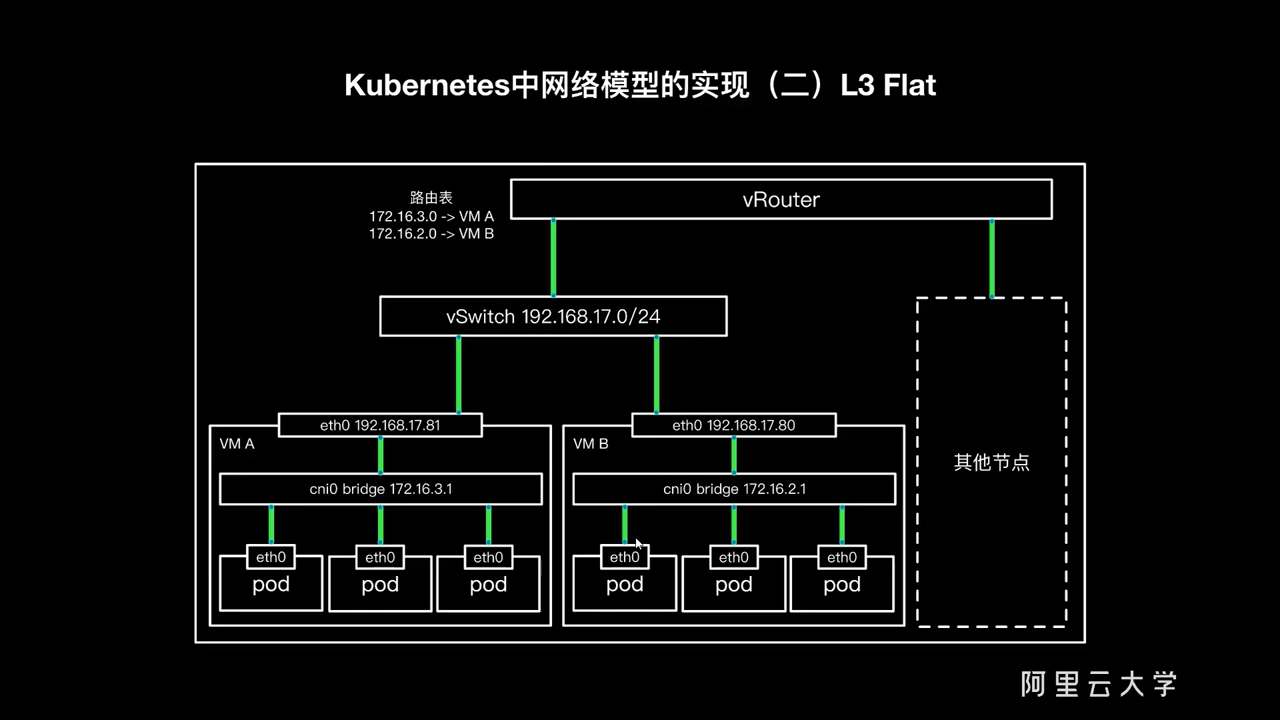 Kubernetes中网络模型的实现（二）L3 Flat
路由表
172.16.3.0 -> VM A
172.16.2.0 -> VM B
vRouter
vSwitch 192.168.17.0/24
eth0 192.168.17.81
VM A
cni0 bridge 172.16.3.1
eth0
pod
eth0
pod
eth0
pod
eth0 192.168.17.80
VM B
cni0 bridge 172.16.2.1
eth0
pod
eth0
pod
eth0
pod
其他节点
阿里云大学